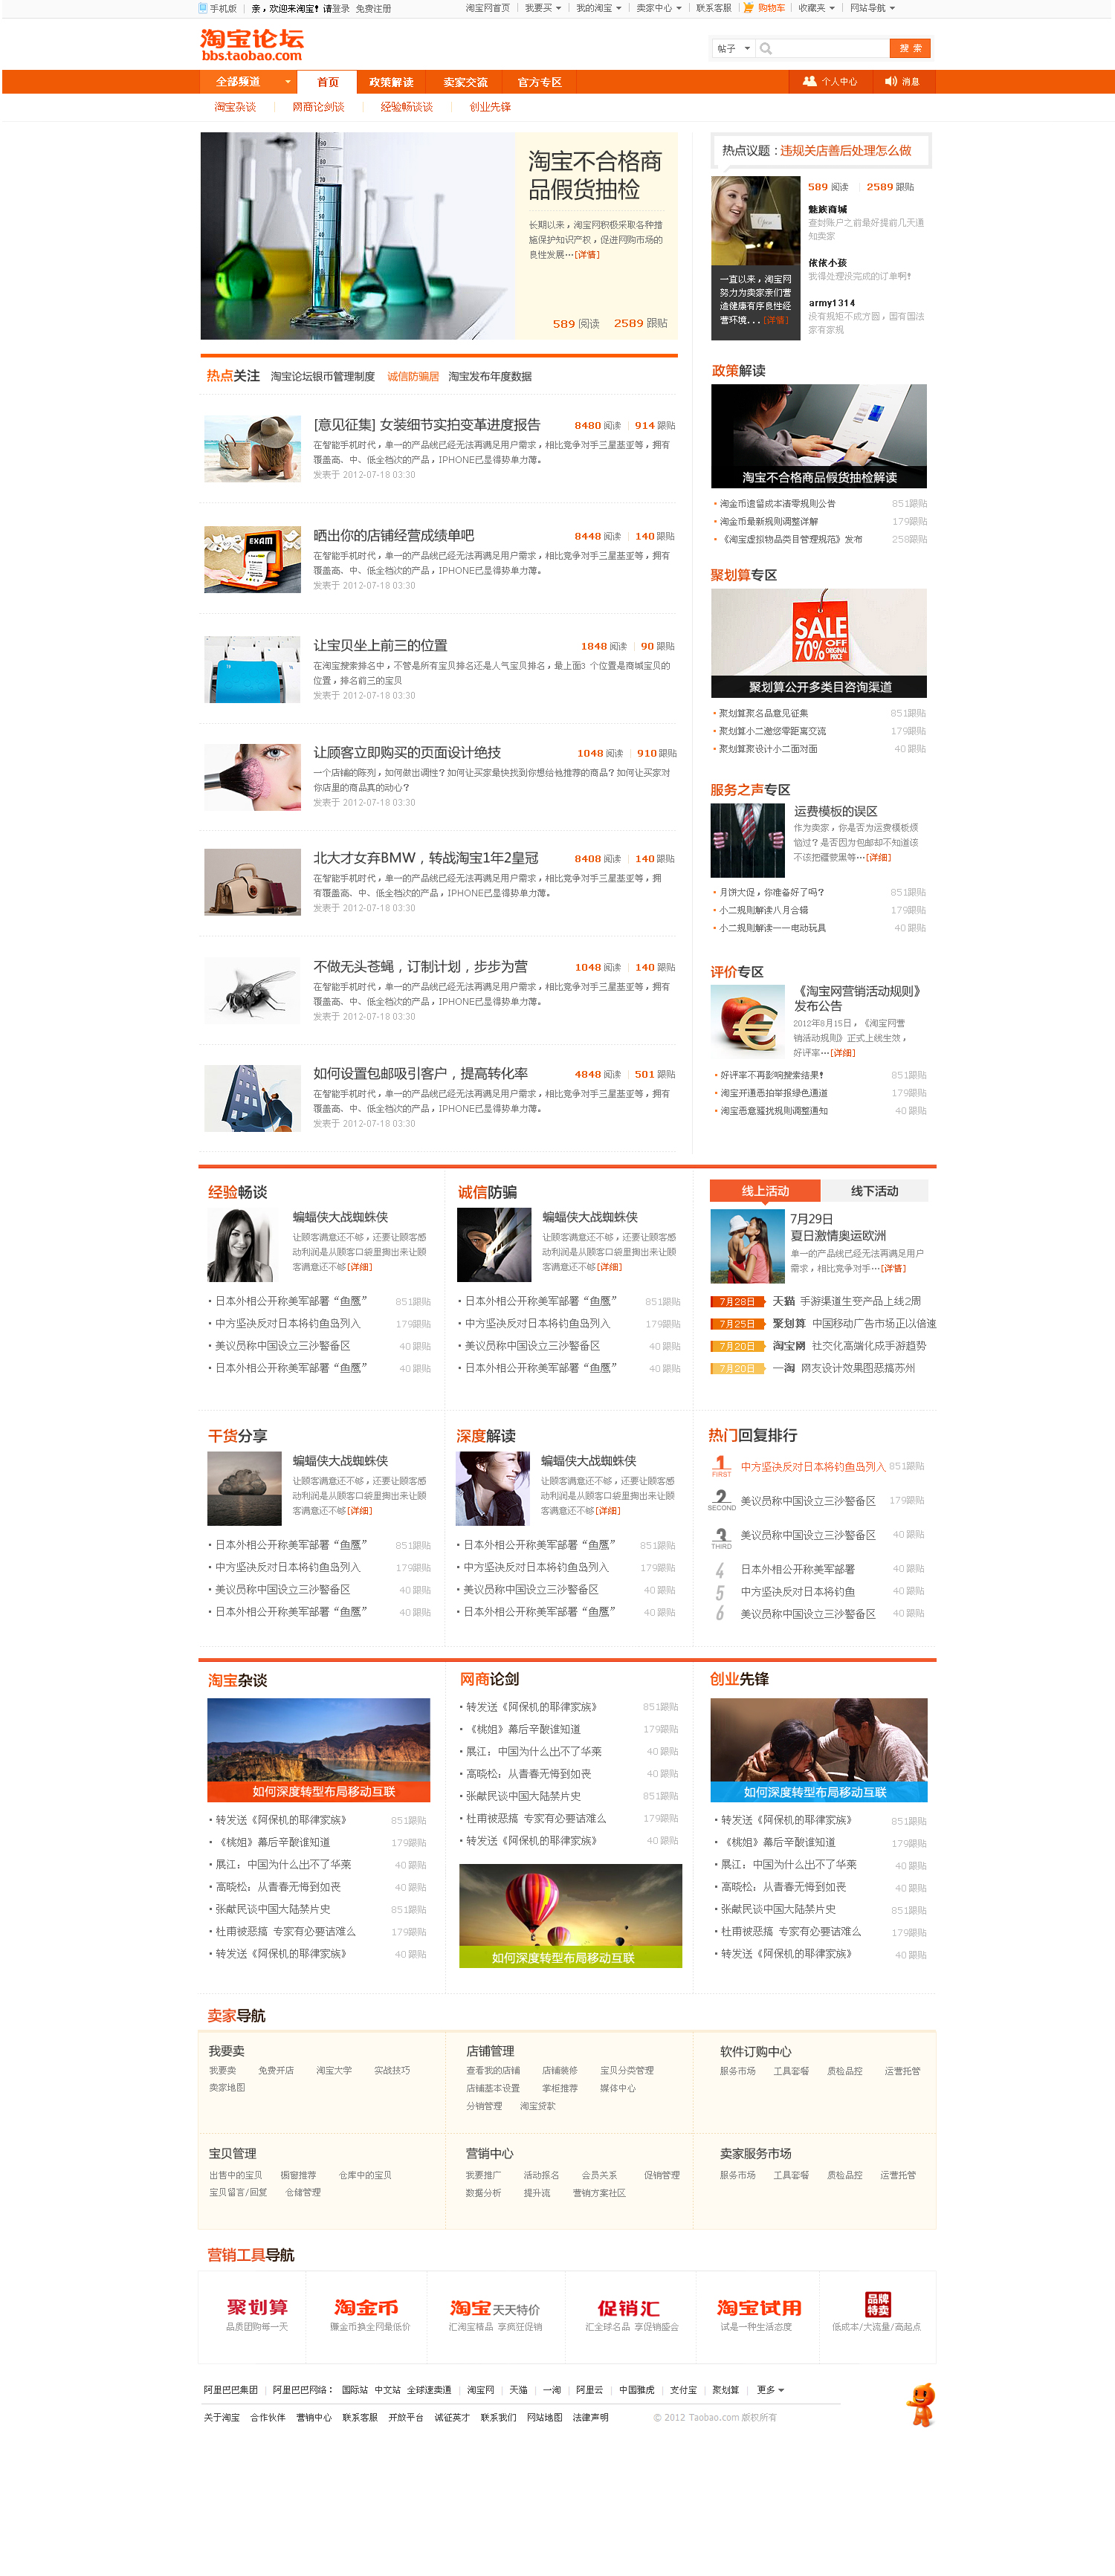 手机版
亲，欢迎来淘宝！请登录 免费注册
淘宝网首页 我要买 我的淘宝 卖家中心 联系客服 购物车 收藏夹 网站导航
淘宝论坛
bbs.taobao.com
帖子
搜 索
全部频道 首页 政策解读 卖家交流 官方专区
个人中心 消息
淘宝杂谈 网商论剑谈 经验畅谈谈 创业先锋
淘宝不合格商
品假货抽检
长期以来，淘宝网积极采取各种措
施保护知识产权，促进网购市场的
良性发展…[详情]
589 阅读 2589 跟贴
热点议题：违规关店善后处理怎么做
589 阅读 2589 跟贴
Open
一直以来，淘宝网
努力为卖家亲们营
造健康有序良性经
营环境...[详情]
魅族商城
查封账户之前最好提前几天通
知卖家
依依小孩
我得处理没完成的订单啊！
army1314
没有规矩不成方圆，国有国法
家有家规
热点关注 淘宝论坛银币管理制度 诚信防骗居 淘宝发布年度数据
[意见征集] 女装细节实拍变革进度报告
8480 阅读 914 跟贴
在智能手机时代，单一的产品线已经无法再满足用户需求，相比竞争对手三星基亚等，拥有
覆盖高、中、低全档次的产品，IPHONE已显得势单力薄。
发表于 2012-07-18 03:30
EXAM
晒出你的店铺经营成绩单吧
8448 阅读 140 跟贴
在智能手机时代，单一的产品线已经无法再满足用户需求，相比竞争对手三星基亚等，拥有
覆盖高、中、低全档次的产品，IPHONE已显得势单力薄。
发表于 2012-07-18 03:30
让宝贝坐上前三的位置
1848 阅读 90 跟贴
在淘宝搜索排名中，不管是所有宝贝排名还是人气宝贝排名，最上面3 个位置是商城宝贝的
位置，排名前三的宝贝
发表于 2012-07-18 03:30
让顾客立即购买的页面设计绝技
1048 阅读 910 跟贴
一个店铺的陈列，如何做出调性？如何让买家最快找到你想给他推荐的商品？如何让买家对
你店里的商品真的动心？
发表于 2012-07-18 03:30
北大才女弃BMW，转战淘宝1年2皇冠
8408 阅读 140 跟贴
在智能手机时代，单一的产品线已经无法再满足用户需求，相比竞争对手三星基亚等，拥
有覆盖高、中、低全档次的产品，IPHONE已显得势单力薄。
发表于 2012-07-18 03:30
不做无头苍蝇，订制计划，步步为营
1048 阅读 140 跟贴
在智能手机时代，单一的产品线已经无法再满足用户需求，相比竞争对手三星基亚等，拥有
覆盖高、中、低全档次的产品，IPHONE已显得势单力薄。
发表于 2012-07-18 03:30
如何设置包邮吸引客户，提高转化率
4848 阅读 501 跟贴
在智能手机时代，单一的产品线已经无法再满足用户需求，相比竞争对手三星基亚等，拥有
覆盖高、中、低全档次的产品，IPHONE已显得势单力薄。
发表于 2012-07-18 03:30
政策解读
淘宝不合格商品假货抽检解读
淘金币遗留成本清零规则公告 851跟贴
淘金币最新规则调整详解 179跟贴
《淘宝虚拟物品类目管理规范》发布 258跟贴
聚划算专区
SALE
70% OFF
ORIGINAL PRICE
聚划算公开多类目咨询渠道
聚划算聚名品意见征集 851跟贴
聚划算小二邀您零距离交流 179跟贴
聚划算聚设计小二面对面 40 跟贴
服务之声专区
运费模板的误区
作为卖家，你是否为运费模板烦
恼过？是否因为包邮却不知道该
不该把疆蒙黑等…[详细]
月饼大促，你准备好了吗？ 851跟贴
小二规则解读八月合辑 179跟贴
小二规则解读一一电动玩具 40 跟贴
评价专区
《淘宝网营销活动规则》
发布公告
2012年8月15日，《淘宝网营
销活动规则》正式上线生效，
好评率…[详细]
好评率不再影响搜索结果！ 851跟贴
淘宝开通恶拍举报绿色通道 179跟贴
淘宝恶意骚扰规则调整通知 40 跟贴
经验畅谈
蝙蝠侠大战蜘蛛侠
让顾客满意还不够，还要让顾客感
动利润是从顾客口袋里掏出来让顾
客满意还不够[详细]
日本外相公开称美军部署“鱼鹰” 851跟贴
中方坚决反对日本将钓鱼岛列入 179跟贴
美议员称中国设立三沙警备区 40 跟贴
日本外相公开称美军部署“鱼鹰” 40 跟贴
诚信防骗
蝙蝠侠大战蜘蛛侠
让顾客满意还不够，还要让顾客感
动利润是从顾客口袋里掏出来让顾
客满意还不够[详细]
日本外相公开称美军部署“鱼鹰” 851跟贴
中方坚决反对日本将钓鱼岛列入 179跟贴
美议员称中国设立三沙警备区 40 跟贴
日本外相公开称美军部署“鱼鹰” 40 跟贴
线上活动 线下活动
7月29日
夏日激情奥运欧洲
单一的产品线已经无法再满足用户
需求，相比竞争对手…[详情]
7月28日 天猫 手游渠道生变产品上线2周
7月25日 聚划算 中国移动广告市场正以倍速
7月20日 淘宝网 社交化高端化成手游趋势
7月20日 一淘 网友设计效果图恶搞苏州
干货分享
蝙蝠侠大战蜘蛛侠
让顾客满意还不够，还要让顾客感
动利润是从顾客口袋里掏出来让顾
客满意还不够[详细]
日本外相公开称美军部署“鱼鹰” 851跟贴
中方坚决反对日本将钓鱼岛列入 179跟贴
美议员称中国设立三沙警备区 40 跟贴
日本外相公开称美军部署“鱼鹰” 40 跟贴
深度解读
蝙蝠侠大战蜘蛛侠
让顾客满意还不够，还要让顾客感
动利润是从顾客口袋里掏出来让顾
客满意还不够[详细]
日本外相公开称美军部署“鱼鹰” 851跟贴
中方坚决反对日本将钓鱼岛列入 179跟贴
美议员称中国设立三沙警备区 40 跟贴
日本外相公开称美军部署“鱼鹰” 40 跟贴
热门回复排行
1 FIRST 中方坚决反对日本将钓鱼岛列入 851跟贴
2 SECOND 美议员称中国设立三沙警备区 179跟贴
3 THIRD 美议员称中国设立三沙警备区 40 跟贴
4 日本外相公开称美军部署 40 跟贴
5 中方坚决反对日本将钓鱼 40 跟贴
6 美议员称中国设立三沙警备区 40 跟贴
淘宝杂谈
如何深度转型布局移动互联
转发送《阿保机的耶律家族》 851跟贴
《桃姐》幕后辛酸谁知道 179跟贴
展江：中国为什么出不了华莱 40 跟贴
高晓松：从青春无悔到如丧 40 跟贴
张献民谈中国大陆禁片史 851跟贴
杜甫被恶搞 专家有必要诘难么 179跟贴
转发送《阿保机的耶律家族》 40 跟贴
网商论剑
转发送《阿保机的耶律家族》 851跟贴
《桃姐》幕后辛酸谁知道 179跟贴
展江：中国为什么出不了华莱 40 跟贴
高晓松：从青春无悔到如丧 40 跟贴
张献民谈中国大陆禁片史 851跟贴
杜甫被恶搞 专家有必要诘难么 179跟贴
转发送《阿保机的耶律家族》 40 跟贴
如何深度转型布局移动互联
创业先锋
如何深度转型布局移动互联
转发送《阿保机的耶律家族》 851跟贴
《桃姐》幕后辛酸谁知道 179跟贴
展江：中国为什么出不了华莱 40 跟贴
高晓松：从青春无悔到如丧 40 跟贴
张献民谈中国大陆禁片史 851跟贴
杜甫被恶搞 专家有必要诘难么 179跟贴
转发送《阿保机的耶律家族》 40 跟贴
卖家导航
我要卖
我要卖 免费开店 淘宝大学 实战技巧
卖家地图
店铺管理
查看我的店铺 店铺装修 宝贝分类管理
店铺基本设置 掌柜推荐 媒体中心
分销管理 淘宝贷款
软件订购中心
服务市场 工具套餐 质检品控 运营托管
宝贝管理
出售中的宝贝 橱窗推荐 仓库中的宝贝
宝贝留言/回复 仓储管理
营销中心
我要推广 活动报名 会员关系 促销管理
数据分析 提升流 营销方案社区
卖家服务市场
服务市场 工具套餐 质检品控 运营托管
营销工具导航
聚划算
品质团购每一天
淘金币
赚金币换全网最低价
淘宝天天特价
汇淘宝精品 享疯狂促销
促销汇
汇全球名品 享促销盛会
淘宝试用
试是一种生活态度
品牌
特卖
低成本/大流量/高起点
阿里巴巴集团 阿里巴巴网络： 国际站 中文站 全球速卖通 淘宝网 天猫 一淘 阿里云 中国雅虎 支付宝 聚划算 更多
关于淘宝 合作伙伴 营销中心 联系客服 开放平台 诚征英才 联系我们 网站地图 法律声明 © 2012 Taobao.com 版权所有